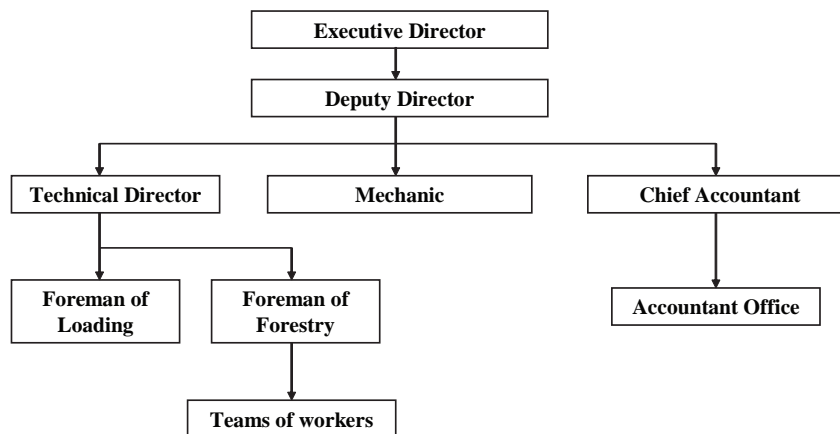 Executive Director
Deputy Director
Technical Director
Mechanic
Chief Accountant
Foreman of
Loading
Foreman of
Forestry
Accountant Office
Teams of workers